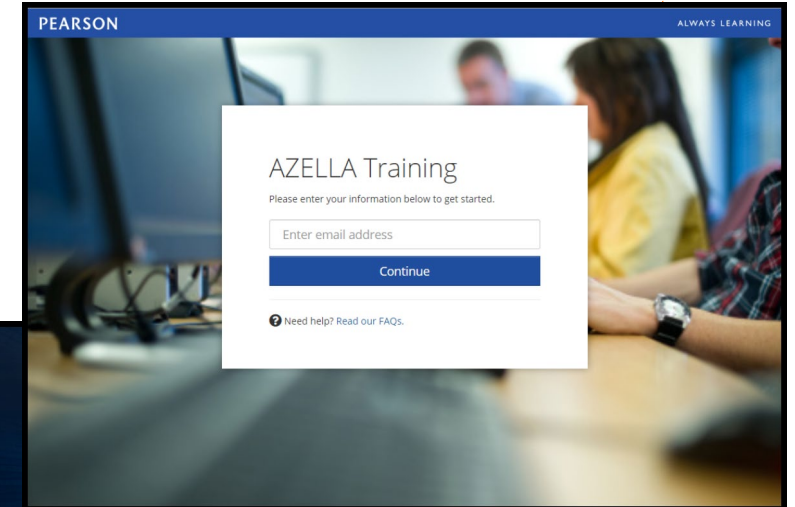 PEARSON
ALWAYS LEARNING
AZELLA Training
Please enter your information below to get started.
Enter email address
Continue
Need help? Read our FAQs.